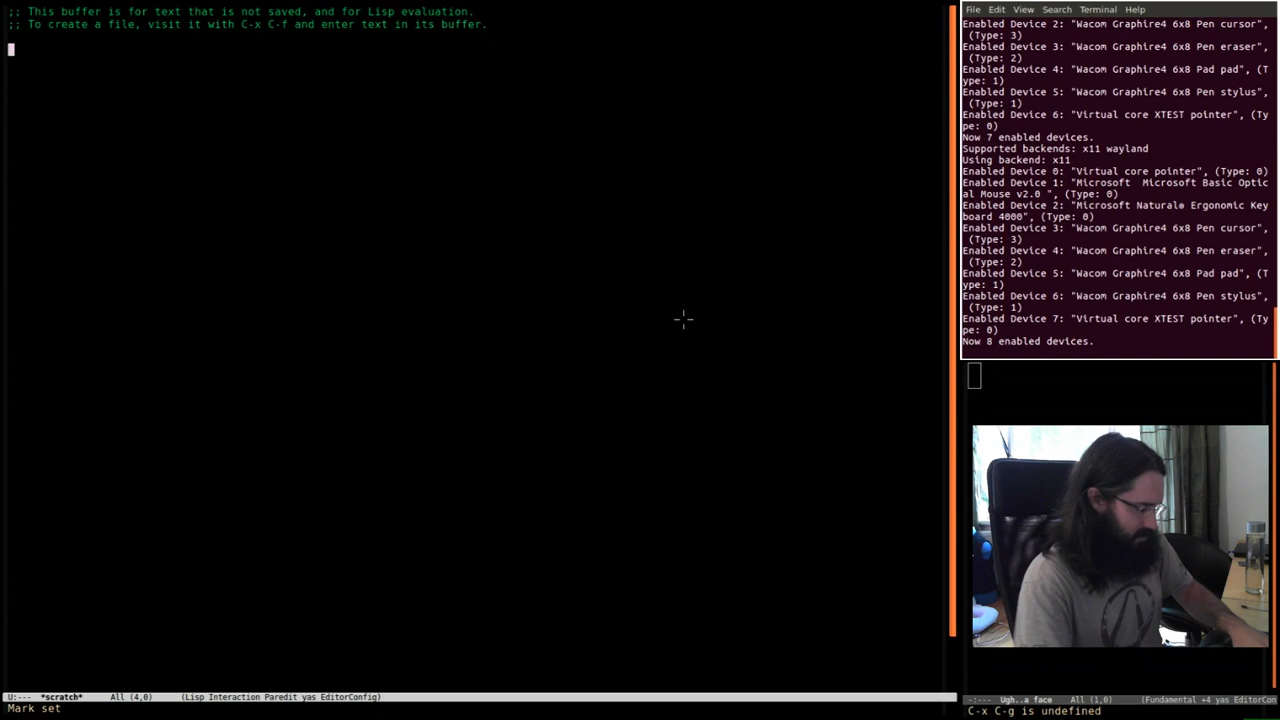 ;; This buffer is for text that is not saved, and for Lisp evaluation.
;; To create a file, visit it with C-x C-f and enter text in its buffer.
U:--- *scratch* All (4,0) (Lisp Interaction Paredit yas EditorConfig)
Mark set
File Edit View Search Terminal Help
Enabled Device 2: "Wacom Graphire4 6x8 Pen cursor",
(Type: 3)
Enabled Device 3: "Wacom Graphire4 6x8 Pen eraser",
(Type: 2)
Enabled Device 4: "Wacom Graphire4 6x8 Pad pad", (T
ype: 1)
Enabled Device 5: "Wacom Graphire4 6x8 Pen stylus",
(Type: 1)
Enabled Device 6: "Virtual core XTEST pointer", (Ty
pe: 0)
Now 7 enabled devices.
Supported backends: x11 wayland
Using backend: x11
Enabled Device 0: "Virtual core pointer", (Type: 0)
Enabled Device 1: "Microsoft  Microsoft Basic Optic
al Mouse v2.0 ", (Type: 0)
Enabled Device 2: "Microsoft Natural® Ergonomic Key
board 4000", (Type: 0)
Enabled Device 3: "Wacom Graphire4 6x8 Pen cursor",
(Type: 3)
Enabled Device 4: "Wacom Graphire4 6x8 Pen eraser",
(Type: 2)
Enabled Device 5: "Wacom Graphire4 6x8 Pad pad", (T
ype: 1)
Enabled Device 6: "Wacom Graphire4 6x8 Pen stylus",
(Type: 1)
Enabled Device 7: "Virtual core XTEST pointer", (Ty
pe: 0)
Now 8 enabled devices.
-:--- Ugh..a face All (1,0) (Fundamental +4 yas EditorCon
C-x C-g is undefined